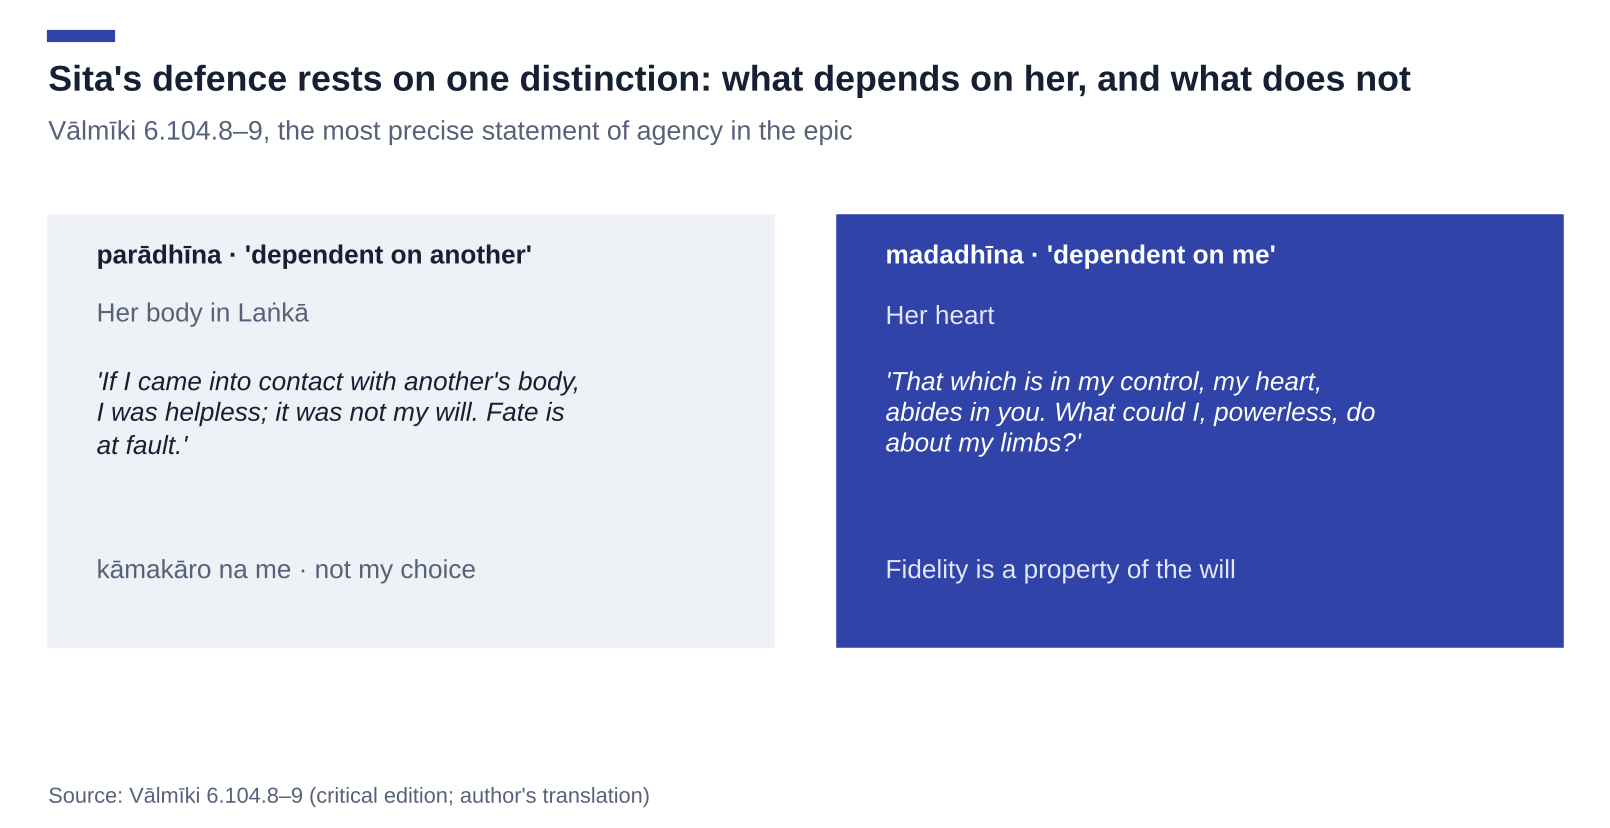 Sita's defence rests on one distinction: what depends on her, and what does not
Vālmīki 6.104.8–9, the most precise statement of agency in the epic
parādhīna · 'dependent on another'
Her body in Laṅkā
'If I came into contact with another's body,
I was helpless; it was not my will. Fate is
at fault.'
kāmakāro na me · not my choice
madadhīna · 'dependent on me'
Her heart
'That which is in my control, my heart,
abides in you. What could I, powerless, do
about my limbs?'
Fidelity is a property of the will
Source: Vālmīki 6.104.8–9 (critical edition; author's translation)